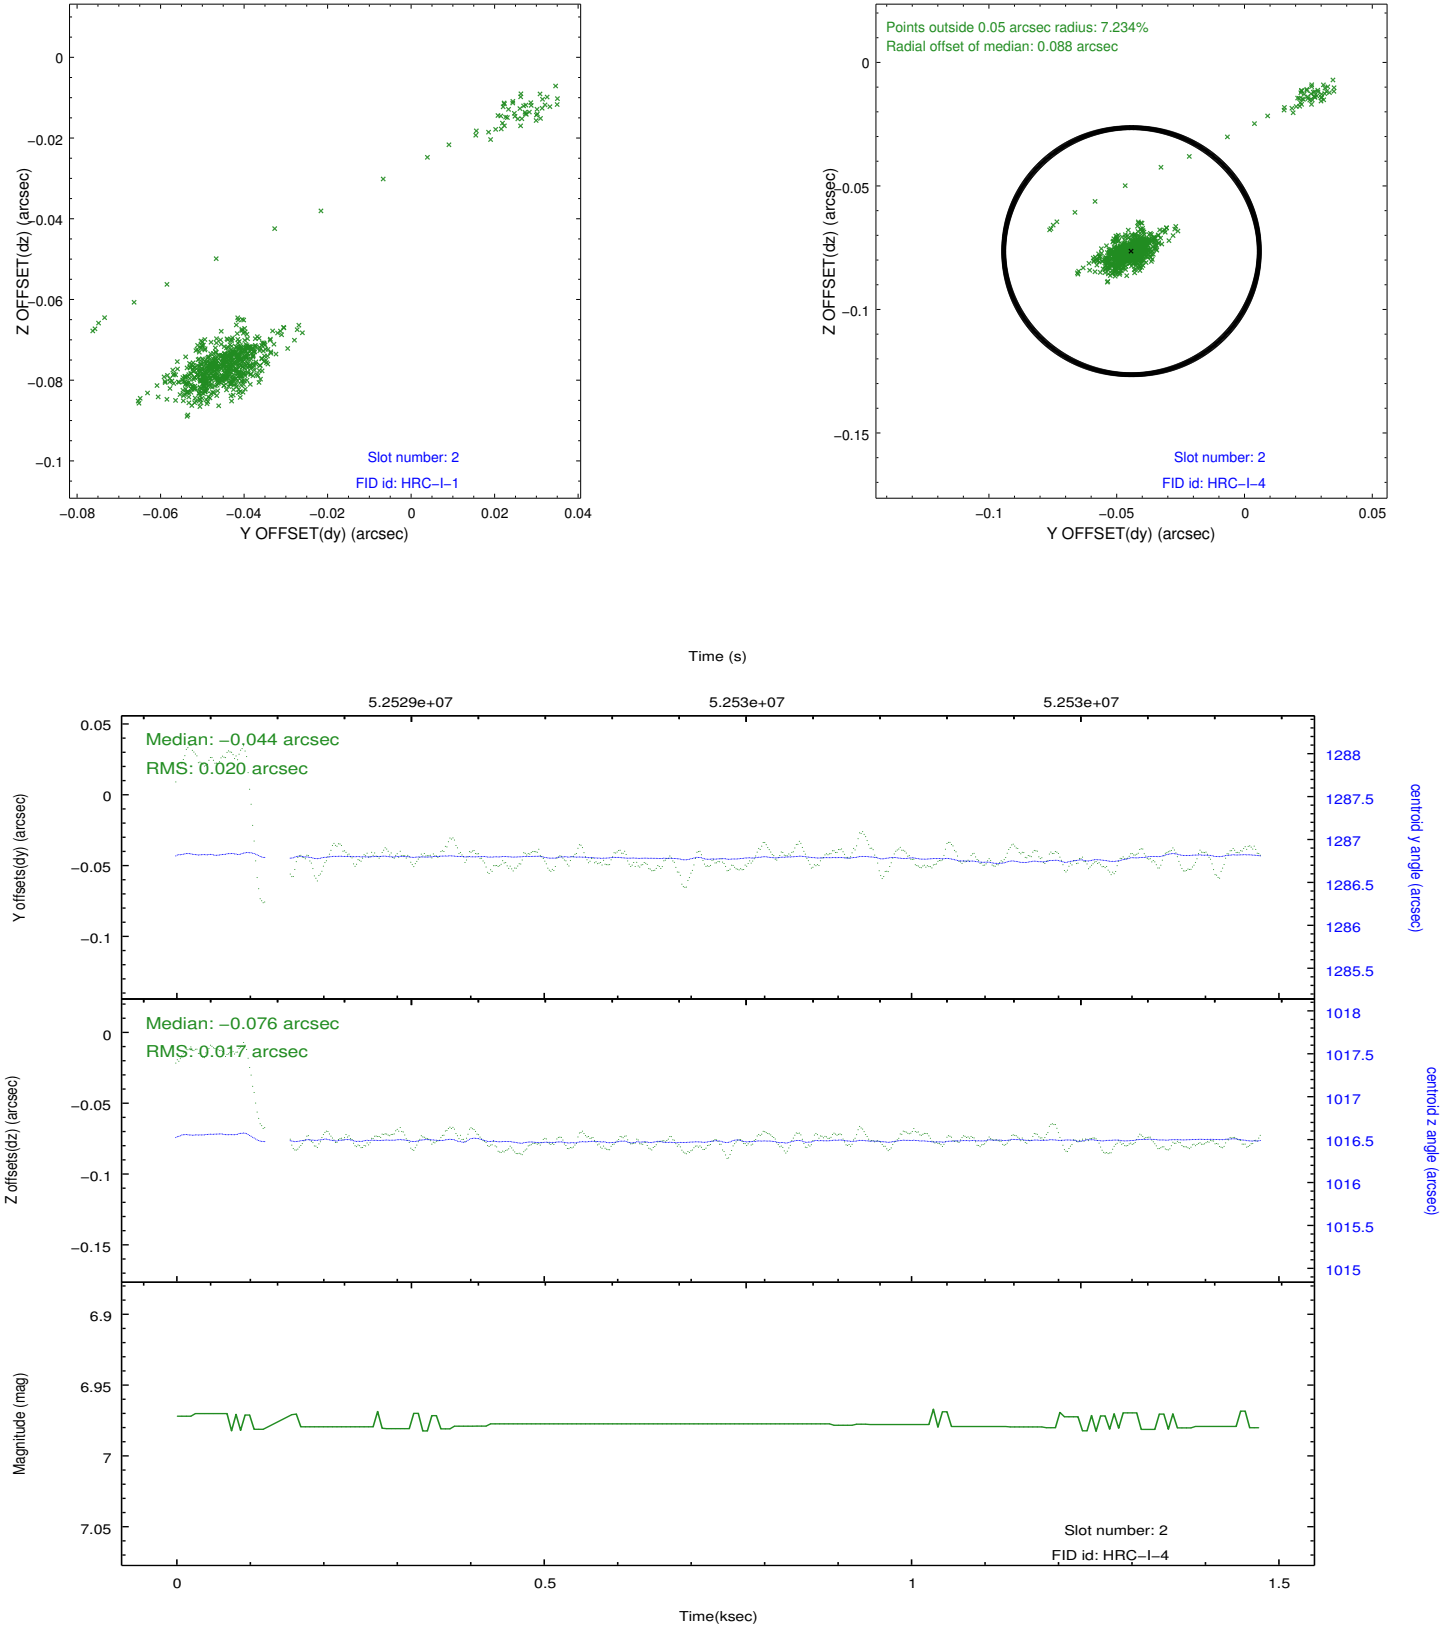 0
−0.02
−0.04
−0.06
−0.08
−0.1
Z OFFSET(dz) (arcsec)
Slot number: 2
FID id: HRC−I−1
−0.08
−0.06
−0.04
−0.02
0
0.02
0.04
Y OFFSET(dy) (arcsec)
Points outside 0.05 arcsec radius: 7.234%
Radial offset of median: 0.088 arcsec
0
−0.05
−0.1
−0.15
Z OFFSET(dz) (arcsec)
Slot number: 2
FID id: HRC−I−4
−0.1
−0.05
0
0.05
Y OFFSET(dy) (arcsec)
Time (s)
5.2529e+07
5.253e+07
5.253e+07
0.05
0
−0.05
−0.1
Y offsets(dy) (arcsec)
Median: −0.044 arcsec
RMS: 0.020 arcsec
1288
1287.5
1287
1286.5
1286
1285.5
centroid y angle (arcsec)
0
−0.05
−0.1
−0.15
Z offsets(dz) (arcsec)
Median: −0.076 arcsec
RMS: 0.017 arcsec
1018
1017.5
1017
1016.5
1016
1015.5
1015
centroid z angle (arcsec)
6.9
6.95
7
7.05
Magnitude (mag)
Slot number: 2
FID id: HRC−I−4
0
0.5
1
1.5
Time(ksec)